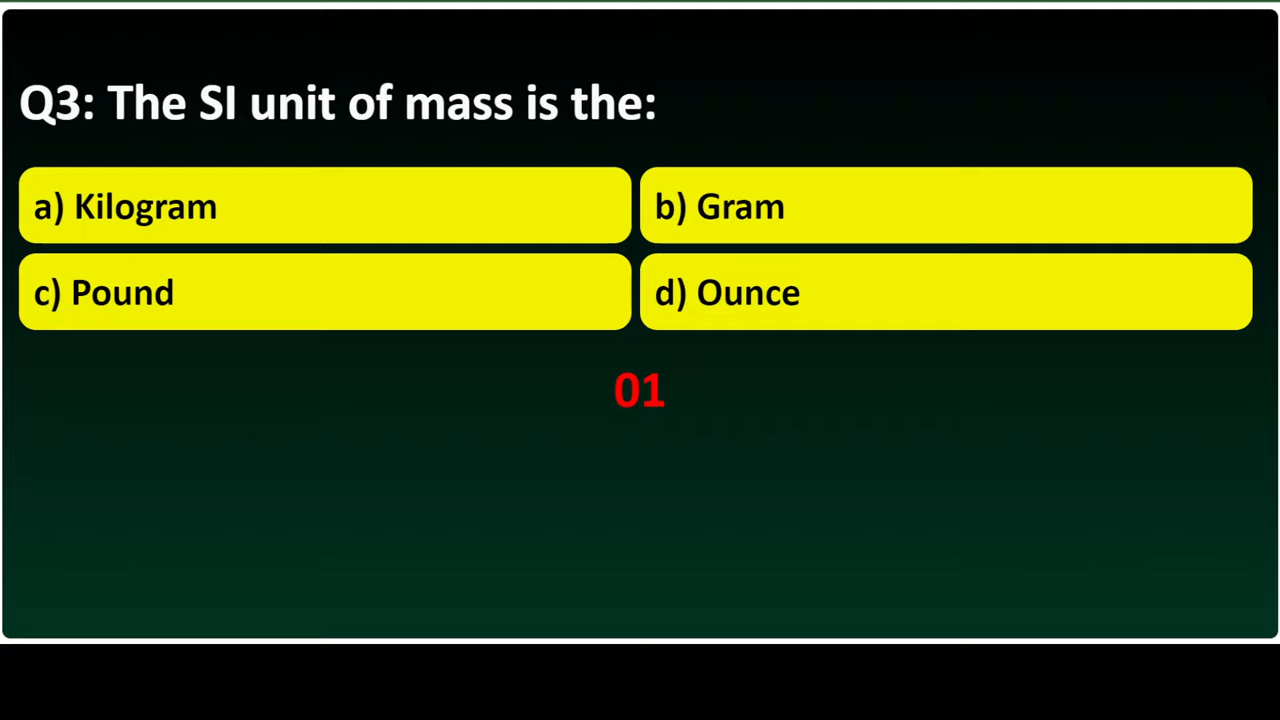 Q3: The SI unit of mass is the:
a) Kilogram
b) Gram
c) Pound
d) Ounce
01